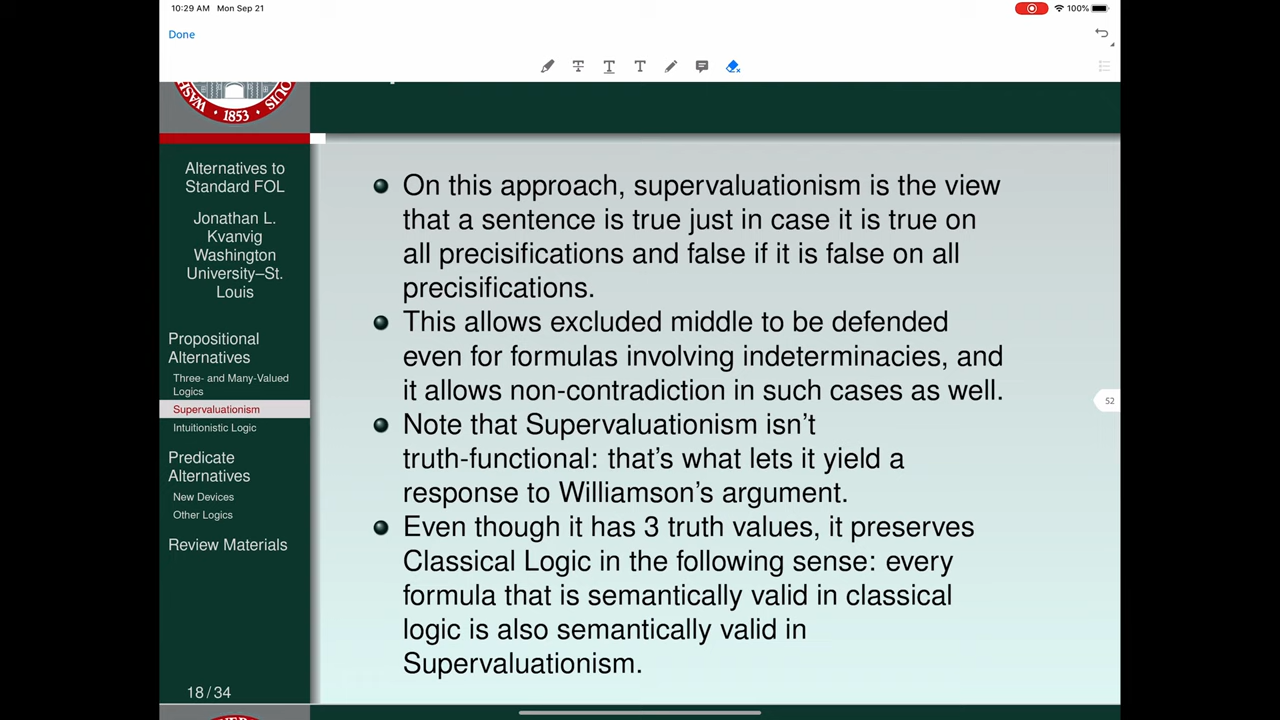 10:29 AM Mon Sep 21
100%
Done
WASH
1853
LOUIS
Alternatives to
Standard FOL
Jonathan L.
Kvanvig
Washington
University–St.
Louis
Propositional
Alternatives
Three- and Many-Valued
Logics
Supervaluationism
Intuitionistic Logic
Predicate
Alternatives
New Devices
Other Logics
Review Materials
18 / 34
On this approach, supervaluationism is the view
that a sentence is true just in case it is true on
all precisifications and false if it is false on all
precisifications.
This allows excluded middle to be defended
even for formulas involving indeterminacies, and
it allows non-contradiction in such cases as well.
Note that Supervaluationism isn't
truth-functional: that's what lets it yield a
response to Williamson's argument.
Even though it has 3 truth values, it preserves
Classical Logic in the following sense: every
formula that is semantically valid in classical
logic is also semantically valid in
Supervaluationism.
52